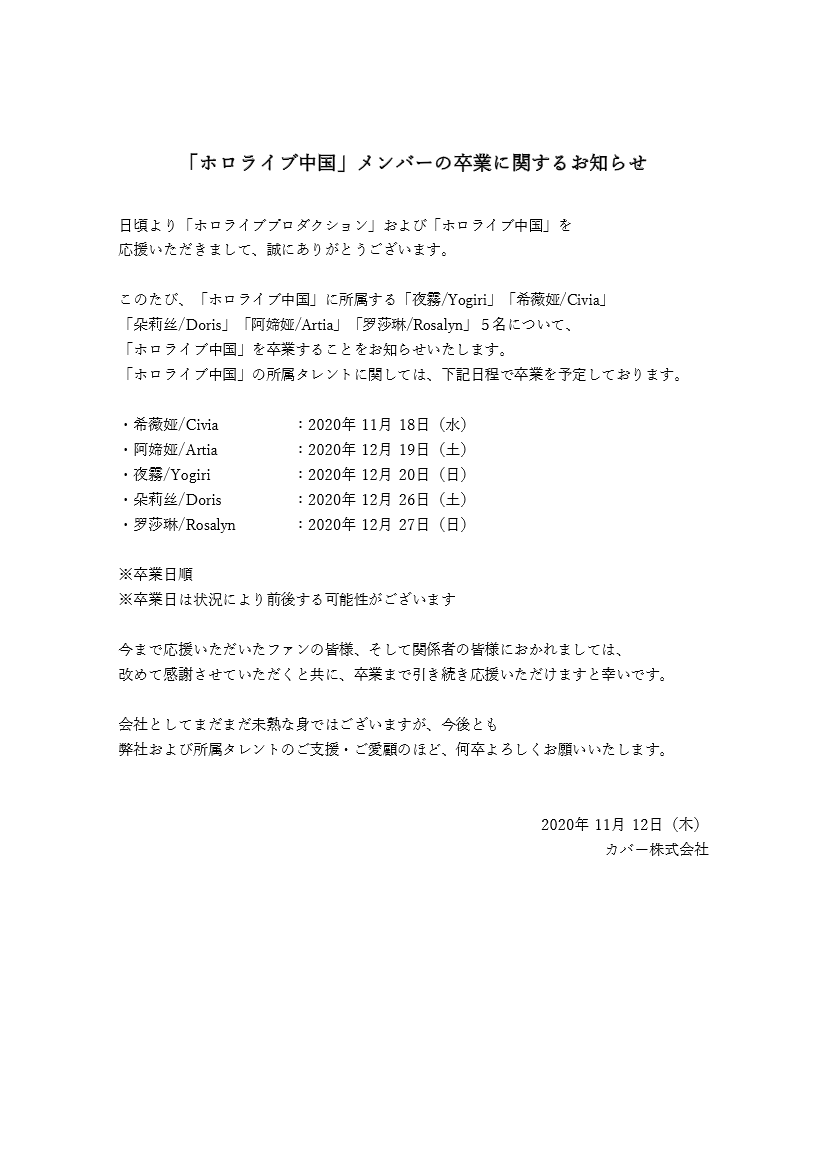 「ホロライブ中国」メンバーの卒業に関するお知らせ
日頃より「ホロライブプロダクション」および「ホロライブ中国」を
応援いただきまして、誠にありがとうございます。
このたび、「ホロライブ中国」に所属する「夜霧/Yogiri」「希薇娅/Civia」
「朵莉丝/Doris」「阿媂娅/Artia」「罗莎琳/Rosalyn」５名について、
「ホロライブ中国」を卒業することをお知らせいたします。
「ホロライブ中国」の所属タレントに関しては、下記日程で卒業を予定しております。
・希薇娅/Civia ：2020年 11月 18日（水）
・阿媂娅/Artia ：2020年 12月 19日（土）
・夜霧/Yogiri ：2020年 12月 20日（日）
・朵莉丝/Doris ：2020年 12月 26日（土）
・罗莎琳/Rosalyn ：2020年 12月 27日（日）
※卒業日順
※卒業日は状況により前後する可能性がございます
今まで応援いただいたファンの皆様、そして関係者の皆様におかれましては、
改めて感謝させていただくと共に、卒業まで引き続き応援いただけますと幸いです。
会社としてまだまだ未熟な身ではございますが、今後とも
弊社および所属タレントのご支援・ご愛顧のほど、何卒よろしくお願いいたします。
2020年 11月 12日（木）
カバー株式会社